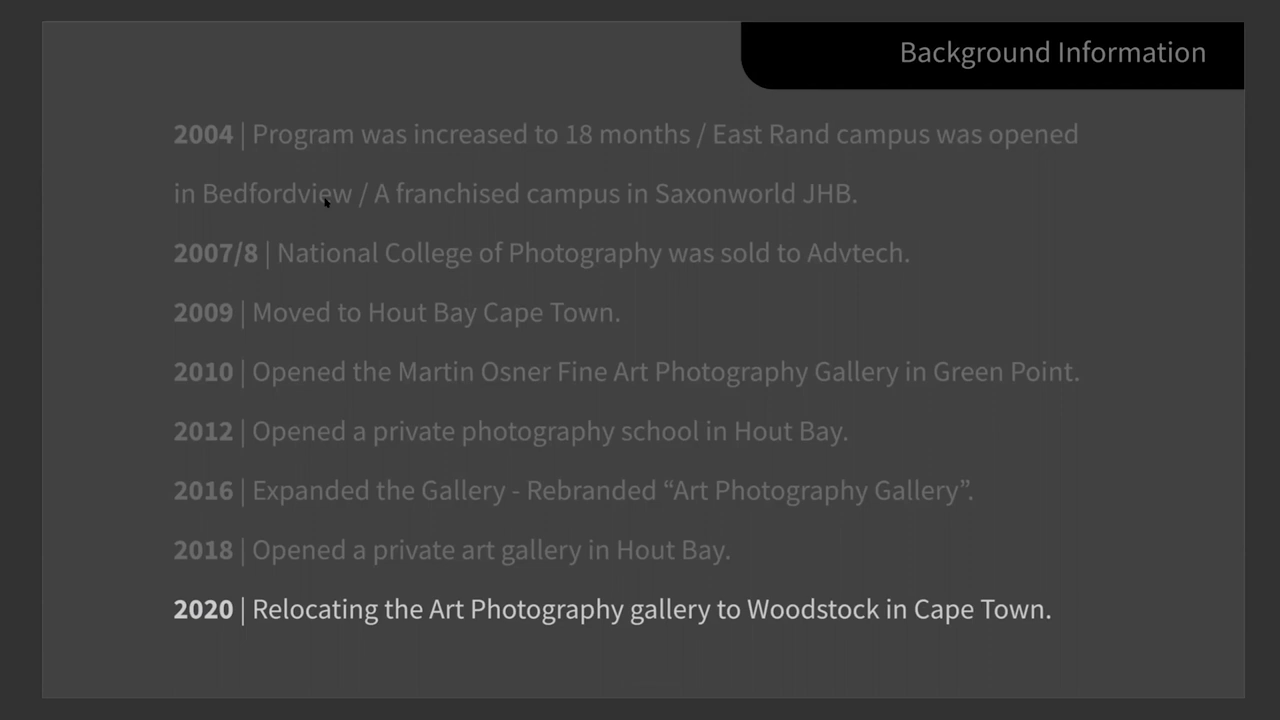 Background Information
2004 | Program was increased to 18 months / East Rand campus was opened
in Bedfordview / A franchised campus in Saxonworld JHB.
2007/8 | National College of Photography was sold to Advtech.
2009 | Moved to Hout Bay Cape Town.
2010 | Opened the Martin Osner Fine Art Photography Gallery in Green Point.
2012 | Opened a private photography school in Hout Bay.
2016 | Expanded the Gallery - Rebranded “Art Photography Gallery”.
2018 | Opened a private art gallery in Hout Bay.
2020 | Relocating the Art Photography gallery to Woodstock in Cape Town.